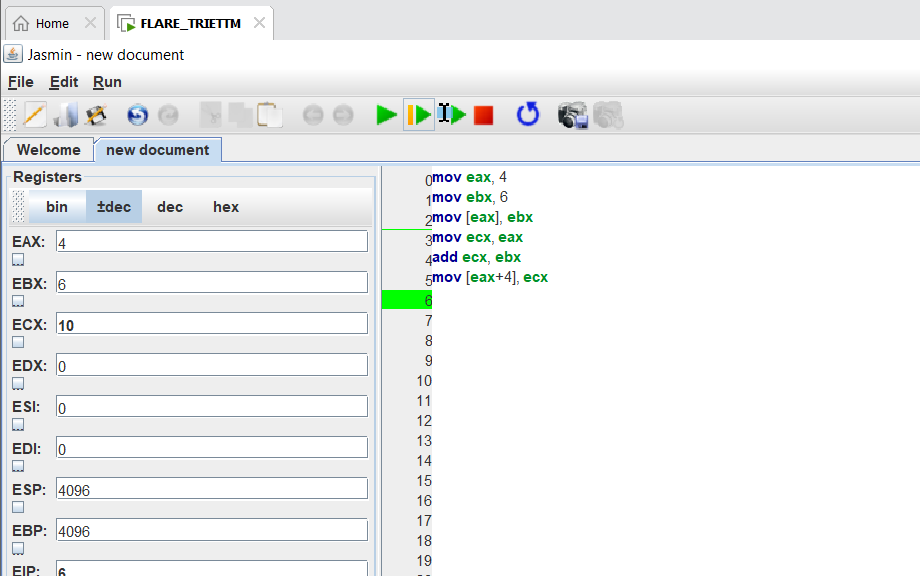 Home FLARE_TRIETTM
Jasmin - new document
File Edit Run
Welcome new document
Registers
bin ±dec dec hex
EAX: 4
EBX: 6
ECX: 10
EDX: 0
ESI: 0
EDI: 0
ESP: 4096
EBP: 4096
EIP: 6
0 mov eax, 4
1 mov ebx, 6
2 mov [eax], ebx
3 mov ecx, eax
4 add ecx, ebx
5 mov [eax+4], ecx
6
7
8
9
10
11
12
13
14
15
16
17
18
19